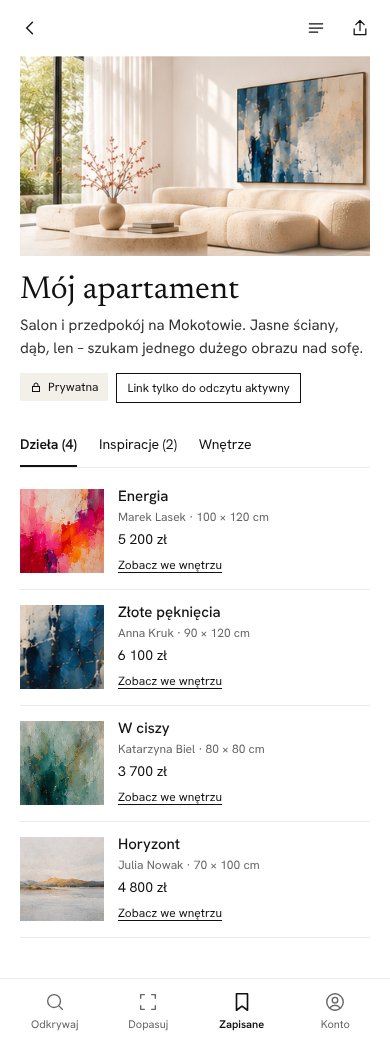 Mój apartament
Salon i przedpokój na Mokotowie. Jasne ściany,
dąb, len – szukam jednego dużego obrazu nad sofę.
Prywatna
Link tylko do odczytu aktywny
Dzieła (4)
Inspiracje (2)
Wnętrze
Energia
Marek Lasek · 100 × 120 cm
5 200 zł
Zobacz we wnętrzu
Złote pęknięcia
Anna Kruk · 90 × 120 cm
6 100 zł
Zobacz we wnętrzu
W ciszy
Katarzyna Biel · 80 × 80 cm
3 700 zł
Zobacz we wnętrzu
Horyzont
Julia Nowak · 70 × 100 cm
4 800 zł
Zobacz we wnętrzu
Odkrywaj
Dopasuj
Zapisane
Konto